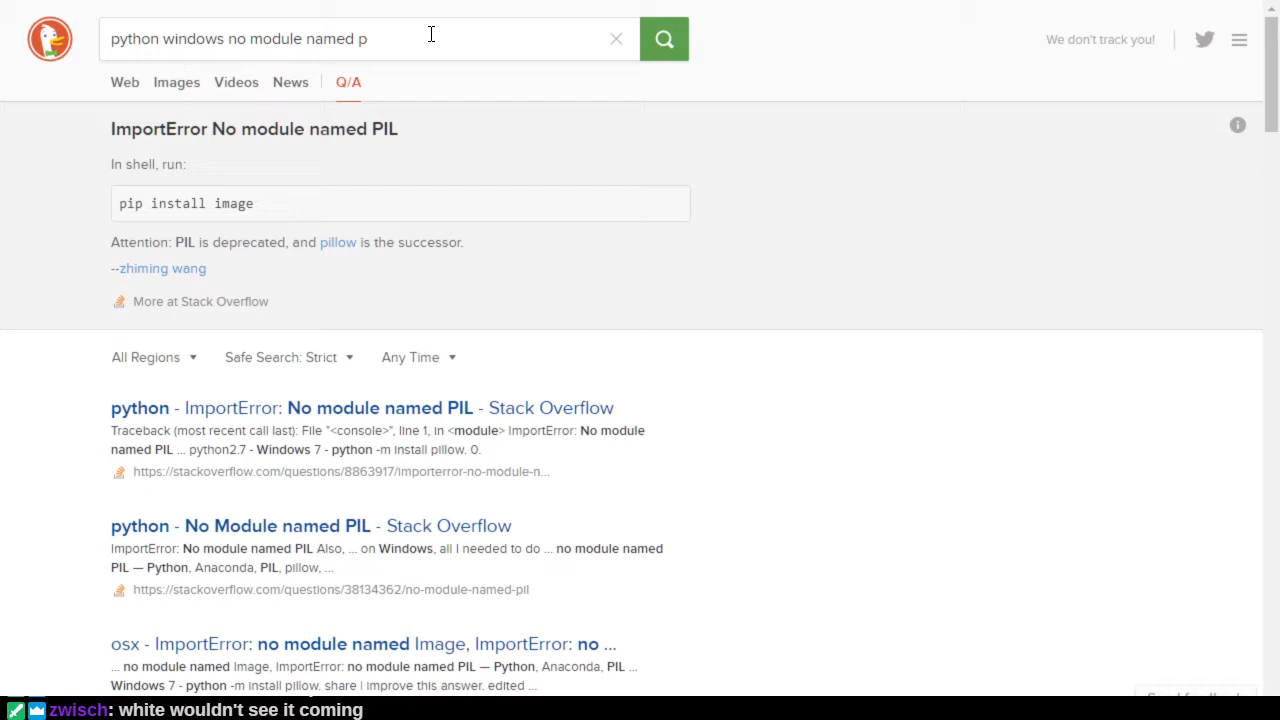 python windows no module named p
We don't track you!
Web Images Videos News Q/A
ImportError No module named PIL
In shell, run:
pip install image
Attention: PIL is deprecated, and pillow is the successor.
--zhiming wang
More at Stack Overflow
All Regions Safe Search: Strict Any Time
python - ImportError: No module named PIL - Stack Overflow
Traceback (most recent call last): File "<console>", line 1, in <module> ImportError: No module
named PIL ... python2.7 - Windows 7 - python -m install pillow. 0.
https://stackoverflow.com/questions/8863917/importerror-no-module-n...
python - No Module named PIL - Stack Overflow
ImportError: No module named PIL Also, ... on Windows, all I needed to do ... no module named
PIL — Python, Anaconda, PIL, pillow, ...
https://stackoverflow.com/questions/38134362/no-module-named-pil
osx - ImportError: no module named Image, ImportError: no ...
... no module named Image, ImportError: no module named PIL — Python, Anaconda, PIL ...
Windows 7 - python -m install pillow. share | improve this answer. edited ...
zwisch: white wouldn't see it coming